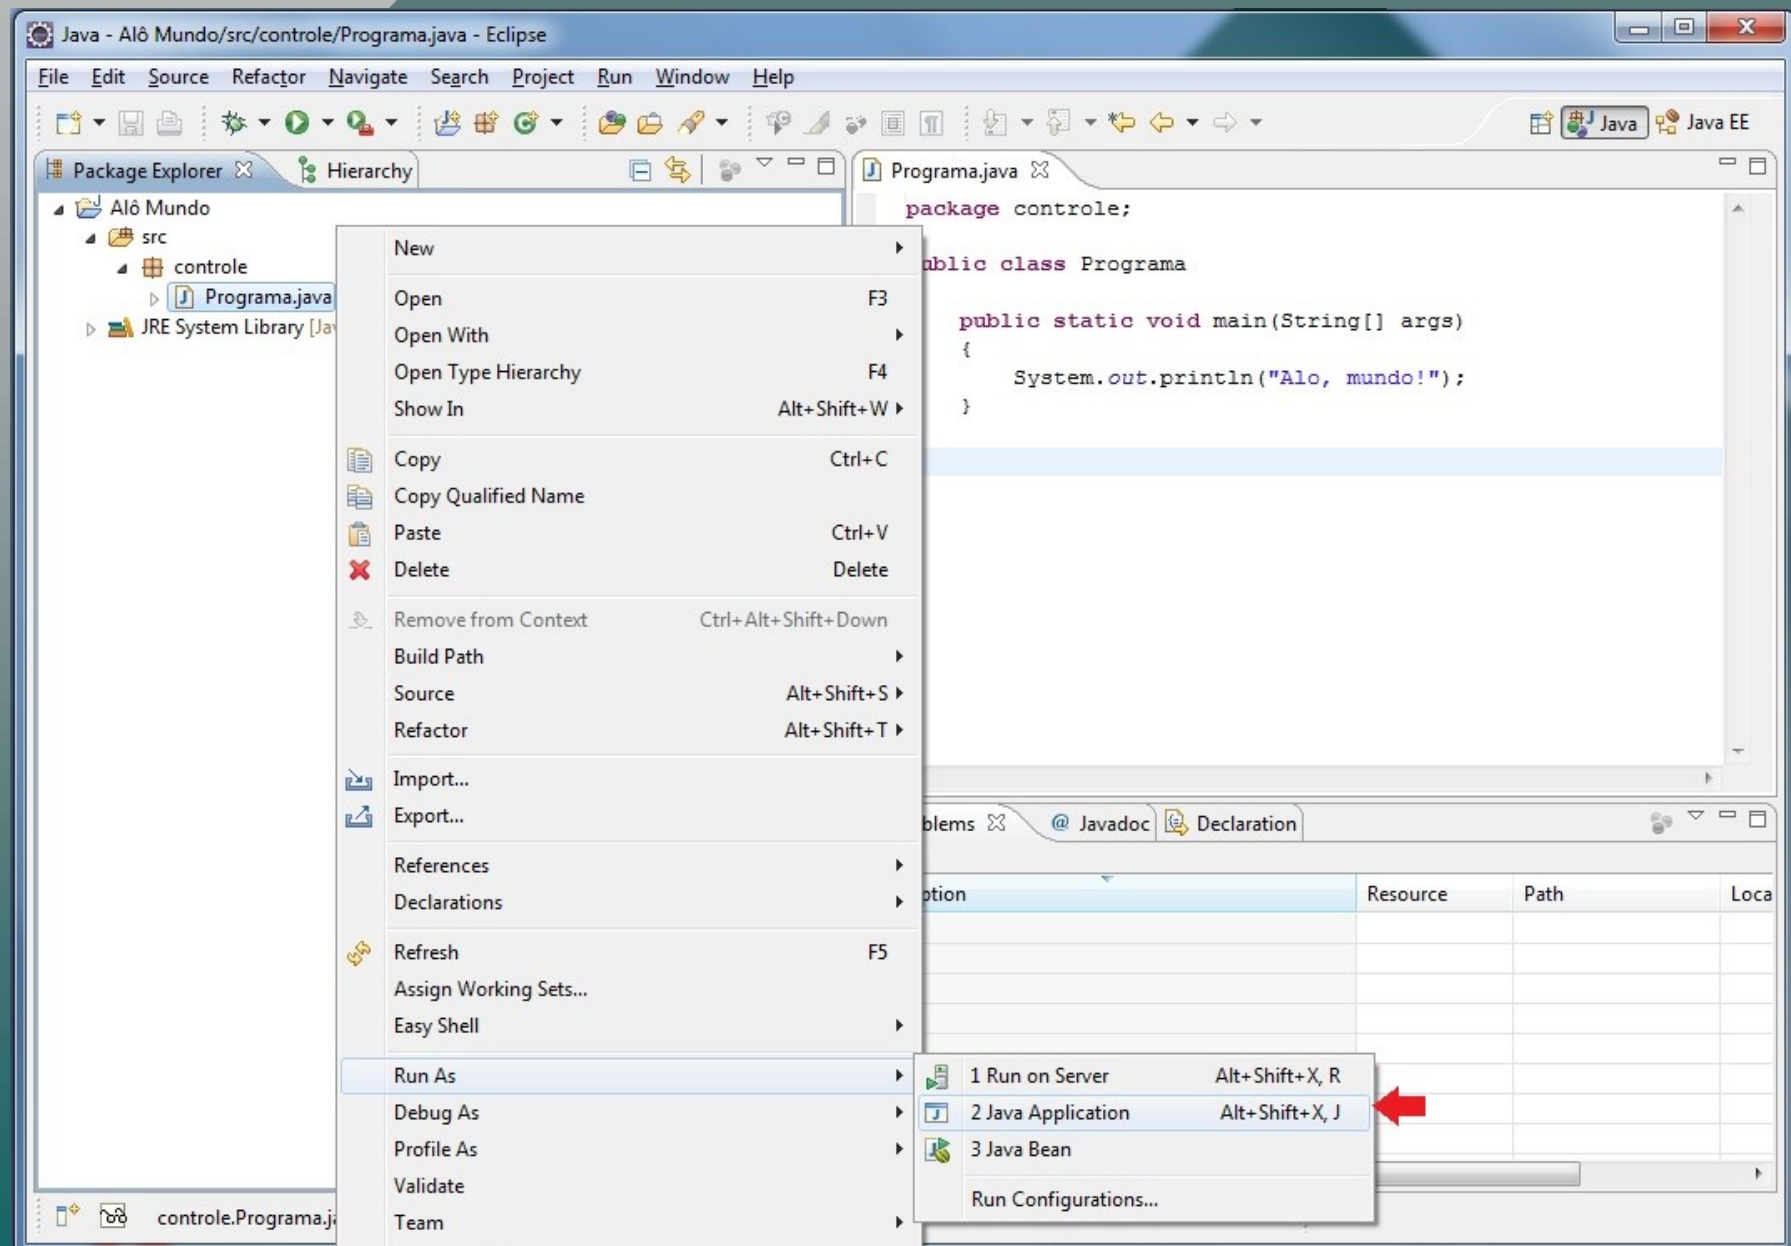 Java - Alô Mundo/src/controle/Programa.java - Eclipse
File Edit Source Refactor Navigate Search Project Run Window Help
Java Java EE
Package Explorer Hierarchy
Alô Mundo
src
controle
Programa.java
JRE System Library [Jav
New
Open F3
Open With
Open Type Hierarchy F4
Show In Alt+Shift+W
Copy Ctrl+C
Copy Qualified Name
Paste Ctrl+V
Delete Delete
Remove from Context Ctrl+Alt+Shift+Down
Build Path
Source Alt+Shift+S
Refactor Alt+Shift+T
Import...
Export...
References
Declarations
Refresh F5
Assign Working Sets...
Easy Shell
Run As
Debug As
Profile As
Validate
Team
1 Run on Server Alt+Shift+X, R
2 Java Application Alt+Shift+X, J
3 Java Bean
Run Configurations...
Programa.java
package controle;
ublic class Programa
public static void main(String[] args)
{
System.out.println("Alo, mundo!");
}
blems @ Javadoc Declaration
ption Resource Path Loca
controle.Programa.ja